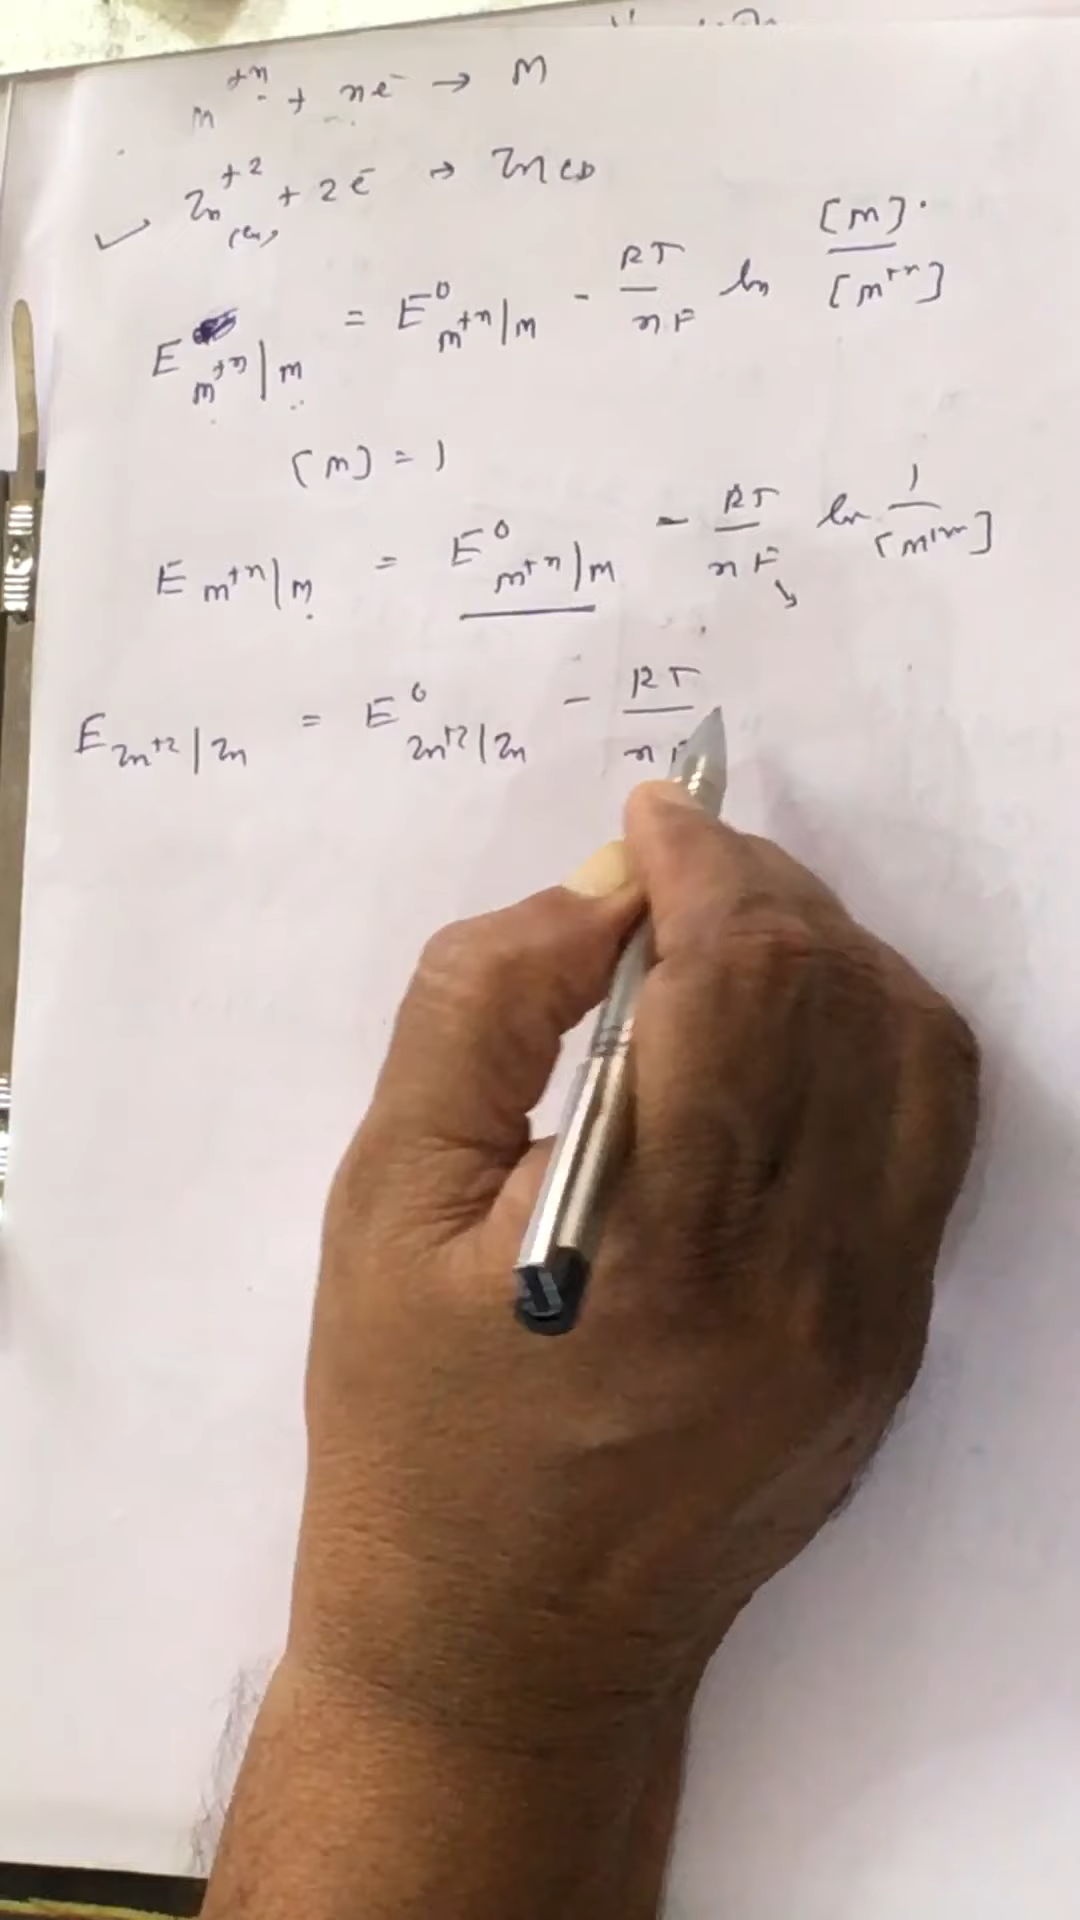 m⁺ⁿ + ne⁻ → M
Zn⁺² + 2e⁻ → Zn(s)
E m⁺ⁿ|m = E⁰ m⁺ⁿ|m - RT/nF ln [M]/[m⁺ⁿ]
[m] = 1
E m⁺ⁿ|m = E⁰ m⁺ⁿ|m - RT/nF ln 1/[m⁺ⁿ]
E Zn⁺²|Zn = E⁰ Zn⁺²|Zn - RT/nF